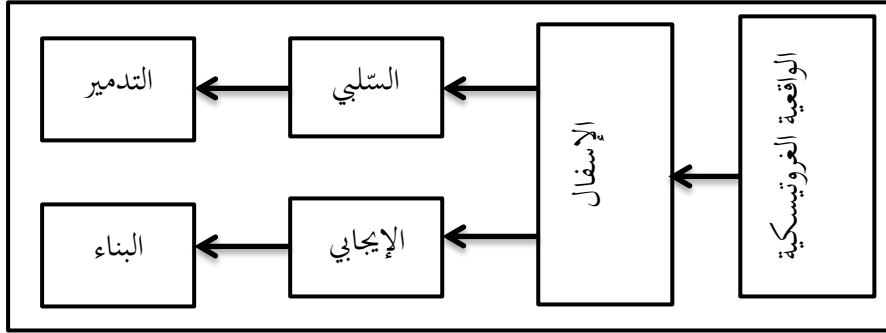 الواقعية الغروتيسكية
الإسفال
السّلبي
التدمير
الإيجابي
البناء